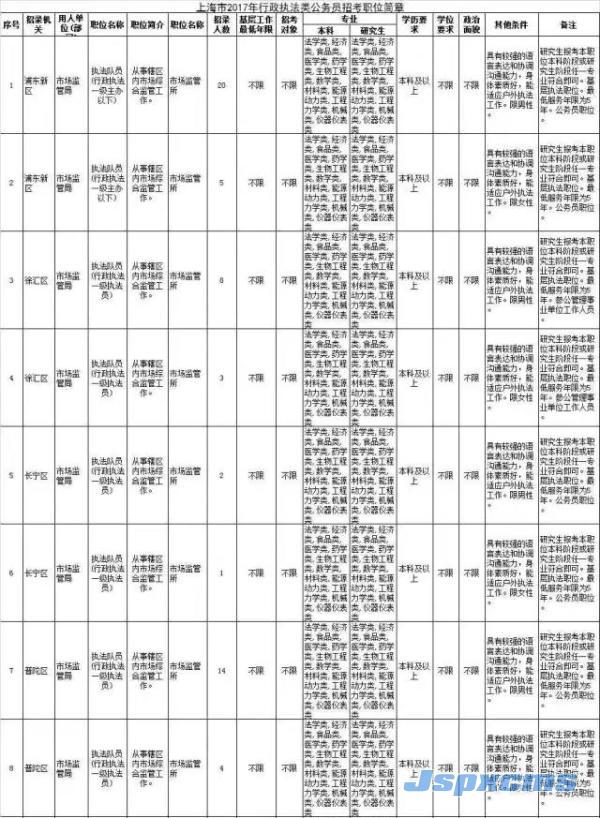 上海市2017年行政执法类公务员招考职位简章
序号 招录机关 用人单位(部门) 职位名称 职位简介 职位名称 招录人数 基层工作最低年限 招考对象 专业 学历要求 学位要求 政治面貌 其他条件 备注
本科 研究生
1 浦东新区 市场监管局 执法队员(行政执法一级主办以下) 从事辖区内市场综合监管工作。 市场监管所 20 不限 不限 法学类, 经济类, 食品类, 医学类, 药学类, 生物工程类, 数学类, 材料类, 能源动力类, 工程力学类, 机械类, 仪器仪表类 法学类, 经济类, 食品类, 医学类, 药学类, 生物工程类, 数学类, 材料类, 能源动力类, 工程力学类, 机械类, 仪器仪表类 本科及以上 不限 不限 具有较强的语言表达和协调沟通能力，身体素质好，能适应户外执法工作。限男性。 研究生报考本职位本科阶段或研究生阶段任一专业符合即可。基层执法职位。最低服务年限为5年。公务员职位
2 浦东新区 市场监管局 执法队员(行政执法一级主办以下) 从事辖区内市场综合监管工作。 市场监管所 5 不限 不限 法学类, 经济类, 食品类, 医学类, 药学类, 生物工程类, 数学类, 材料类, 能源动力类, 工程力学类, 机械类, 仪器仪表类 法学类, 经济类, 食品类, 医学类, 药学类, 生物工程类, 数学类, 材料类, 能源动力类, 工程力学类, 机械类, 仪器仪表类 本科及以上 不限 不限 具有较强的语言表达和协调沟通能力，身体素质好，能适应户外执法工作。限女性。 研究生报考本职位本科阶段或研究生阶段任一专业符合即可。基层执法职位。最低服务年限为5年。公务员职位
3 徐汇区 市场监管局 执法队员(行政执法一级执法员) 从事辖区内市场综合监管工作。 市场监管所 8 不限 不限 法学类, 经济类, 食品类, 医学类, 药学类, 生物工程类, 数学类, 材料类, 能源动力类, 工程力学类, 机械类, 仪器仪表类 法学类, 经济类, 食品类, 医学类, 药学类, 生物工程类, 数学类, 材料类, 能源动力类, 工程力学类, 机械类, 仪器仪表类 本科及以上 不限 不限 具有较强的语言表达和协调沟通能力，身体素质好，能适应户外执法工作。限男性。 研究生报考本职位本科阶段或研究生阶段任一专业符合即可。基层执法职位。最低服务年限为5年。参公管理事业单位工作人员。
4 徐汇区 市场监管局 执法队员(行政执法一级执法员) 从事辖区内市场综合监管工作。 市场监管所 3 不限 不限 法学类, 经济类, 食品类, 医学类, 药学类, 生物工程类, 数学类, 材料类, 能源动力类, 工程力学类, 机械类, 仪器仪表类 法学类, 经济类, 食品类, 医学类, 药学类, 生物工程类, 数学类, 材料类, 能源动力类, 工程力学类, 机械类, 仪器仪表类 本科及以上 不限 不限 具有较强的语言表达和协调沟通能力，身体素质好，能适应户外执法工作。限女性。 研究生报考本职位本科阶段或研究生阶段任一专业符合即可。基层执法职位。最低服务年限为5年。参公管理事业单位工作人员。
5 长宁区 市场监管局 执法队员(行政执法一级执法员) 从事辖区内市场综合监管工作。 市场监管所 2 不限 不限 法学类, 经济类, 食品类, 医学类, 药学类, 生物工程类, 数学类, 材料类, 能源动力类, 工程力学类, 机械类, 仪器仪表类 法学类, 经济类, 食品类, 医学类, 药学类, 生物工程类, 数学类, 材料类, 能源动力类, 工程力学类, 机械类, 仪器仪表类 本科及以上 不限 不限 具有较强的语言表达和协调沟通能力，身体素质好，能适应户外执法工作。限男性。 研究生报考本职位本科阶段或研究生阶段任一专业符合即可。基层执法职位。最低服务年限为5年。公务员职位
6 长宁区 市场监管局 执法队员(行政执法一级执法员) 从事辖区内市场综合监管工作。 市场监管所 1 不限 不限 法学类, 经济类, 食品类, 医学类, 药学类, 生物工程类, 数学类, 材料类, 能源动力类, 工程力学类, 机械类, 仪器仪表类 法学类, 经济类, 食品类, 医学类, 药学类, 生物工程类, 数学类, 材料类, 能源动力类, 工程力学类, 机械类, 仪器仪表类 本科及以上 不限 不限 具有较强的语言表达和协调沟通能力，身体素质好，能适应户外执法工作。限女性。 研究生报考本职位本科阶段或研究生阶段任一专业符合即可。基层执法职位。最低服务年限为5年。公务员职位
7 普陀区 市场监管局 执法队员(行政执法一级执法员) 从事辖区内市场综合监管工作。 市场监管所 14 不限 不限 法学类, 经济类, 食品类, 医学类, 药学类, 生物工程类, 数学类, 材料类, 能源动力类, 工程力学类, 机械类, 仪器仪表类 法学类, 经济类, 食品类, 医学类, 药学类, 生物工程类, 数学类, 材料类, 能源动力类, 工程力学类, 机械类, 仪器仪表类 本科及以上 不限 不限 具有较强的语言表达和协调沟通能力，身体素质好，能适应户外执法工作。限男性。 研究生报考本职位本科阶段或研究生阶段任一专业符合即可。基层执法职位。最低服务年限为5年。公务员职位
8 普陀区 市场监管局 执法队员(行政执法一级执法员) 从事辖区内市场综合监管工作。 市场监管所 4 不限 不限 法学类, 经济类, 食品类, 医学类, 药学类, 生物工程类, 数学类, 材料类, 能源动力类, 工程力学类, 机械类, 仪器仪表类 法学类, 经济类, 食品类, 医学类, 药学类, 生物工程类, 数学类, 材料类, 能源动力类, 工程力学类, 机械类, 仪器仪表类 本科及以上 不限 不限 具有较强的语言表达和协调沟通能力，身体素质好，能适应户外执法工作。限女性。 研究生报考本职位本科阶段或研究生阶段任一专业符合即可。基层执法职位。最低服务年限为5年。公务员职位
Jspxcms